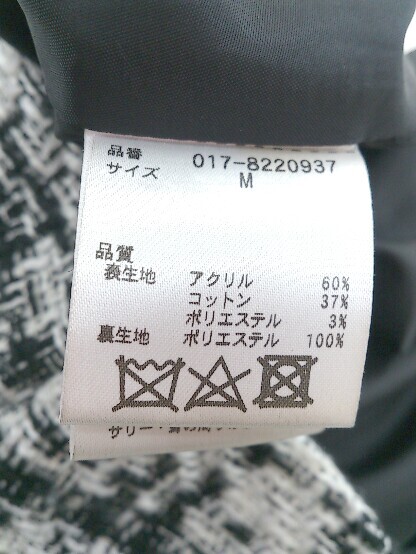 品番 017-8220937
サイズ M
品質
表生地 アクリル 60%
コットン 37%
ポリエステル 3%
裏生地 ポリエステル 100%